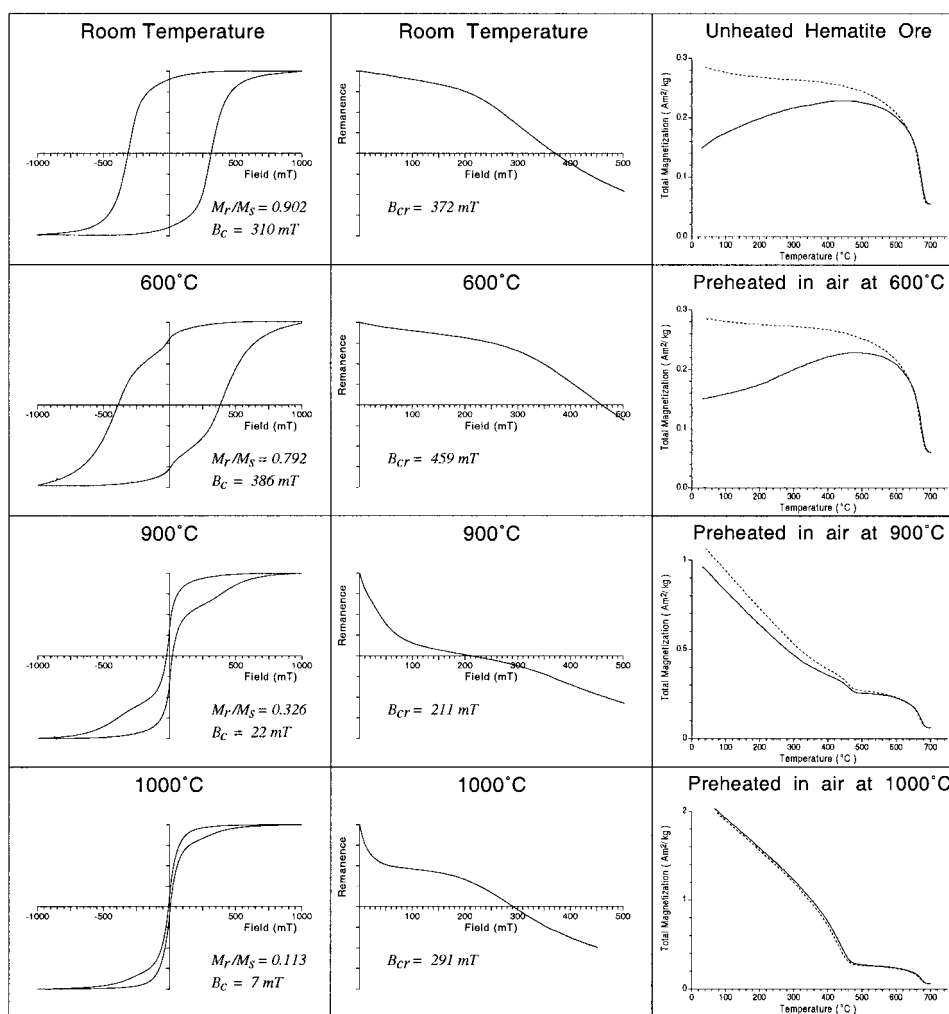 Room Temperature
-1000 -500 500 1000
Field (mT)
Mr/Ms = 0.902
Bc = 310 mT
Room Temperature
Remanence
0 100 200 300 400 500
Field (mT)
Bcr = 372 mT
Unheated Hematite Ore
Total Magnetization ( Am²/ kg)
0.3
0.2
0.1
0.0
0 100 200 300 400 500 600 700
Temperature (°C)
600°C
-1000 -500 500 1000
Field (mT)
Mr/Ms = 0.792
Bc = 386 mT
600°C
Remanence
0 100 200 300 400 500
Field (mT)
Bcr = 459 mT
Preheated in air at 600°C
Total Magnetization ( Am²/ kg)
0.3
0.2
0.1
0.0
0 100 200 300 400 500 600 700
Temperature (°C)
900°C
-1000 -500 500 1000
Field (mT)
Mr/Ms = 0.326
Bc = 22 mT
900°C
Remanence
0 100 200 300 400 500
Field (mT)
Bcr = 211 mT
Preheated in air at 900°C
Total Magnetization ( Am²/ kg)
1
0.5
0
0 100 200 300 400 500 600 700
Temperature (°C)
1000°C
-1000 -500 500 1000
Field (mT)
Mr/Ms = 0.113
Bc = 7 mT
1000°C
Remanence
0 100 200 300 400 500
Field (mT)
Bcr = 291 mT
Preheated in air at 1000°C
Total Magnetization ( Am²/ kg)
2
1
0
0 100 200 300 400 500 600 700
Temperature (°C)